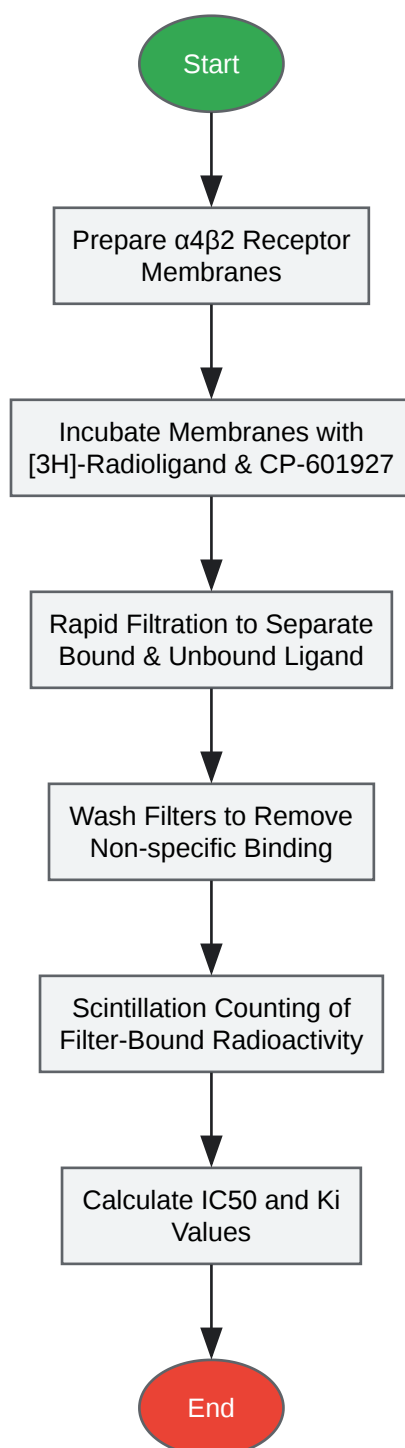 Start
Prepare α4β2 Receptor
Membranes
Incubate Membranes with
[3H]-Radioligand & CP-601927
Rapid Filtration to Separate
Bound & Unbound Ligand
Wash Filters to Remove
Non-specific Binding
Scintillation Counting of
Filter-Bound Radioactivity
Calculate IC50 and Ki
Values
End